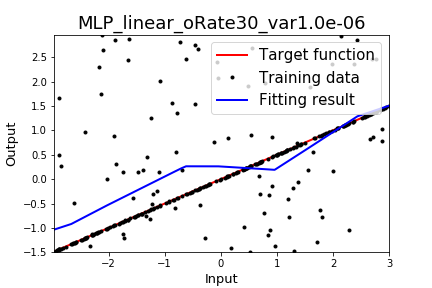 MLP_linear_oRate30_var1.0e-06
Target function
Training data
Fitting result
Output
2.5
2.0
1.5
1.0
0.5
0.0
−0.5
−1.0
−1.5
−2
−1
0
1
2
3
Input